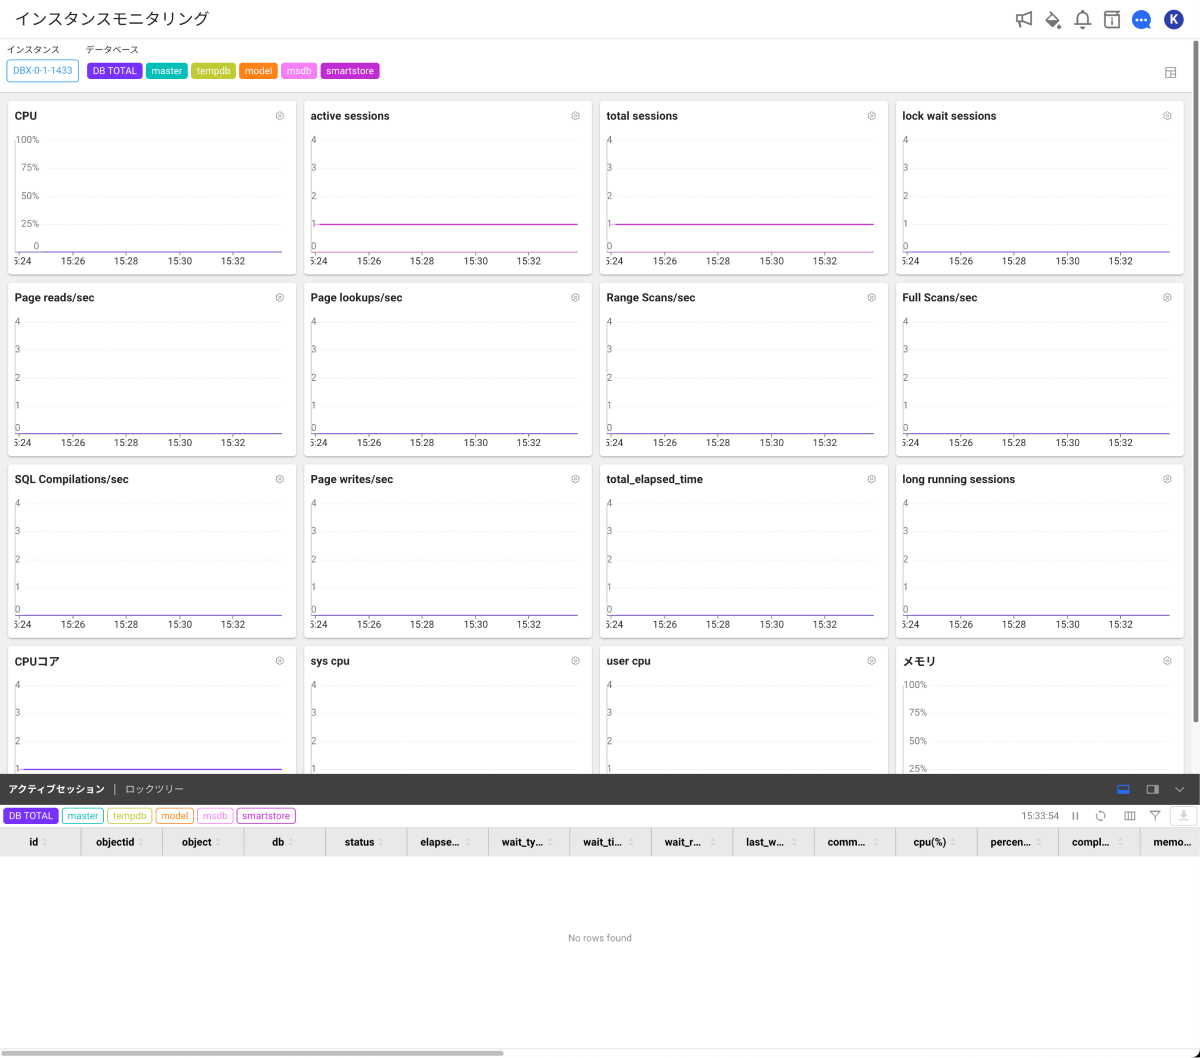 インスタンスモニタリング
K
インスタンス データベース
DBX-0-1-1433 DB TOTAL master tempdb model msdb smartstore
CPU active sessions total sessions lock wait sessions
100% 4 4 4
75% 3 3 3
50% 2 2 2
25% 1 1 1
0 0 0 0
5:24 15:26 15:28 15:30 15:32 5:24 15:26 15:28 15:30 15:32 5:24 15:26 15:28 15:30 15:32 5:24 15:26 15:28 15:30 15:32
Page reads/sec Page lookups/sec Range Scans/sec Full Scans/sec
4 4 4 4
3 3 3 3
2 2 2 2
1 1 1 1
0 0 0 0
5:24 15:26 15:28 15:30 15:32 5:24 15:26 15:28 15:30 15:32 5:24 15:26 15:28 15:30 15:32 5:24 15:26 15:28 15:30 15:32
SQL Compilations/sec Page writes/sec total_elapsed_time long running sessions
4 4 4 4
3 3 3 3
2 2 2 2
1 1 1 1
0 0 0 0
5:24 15:26 15:28 15:30 15:32 5:24 15:26 15:28 15:30 15:32 5:24 15:26 15:28 15:30 15:32 5:24 15:26 15:28 15:30 15:32
CPUコア sys cpu user cpu メモリ
4 4 4 100%
3 3 3 75%
2 2 2 50%
1 1 1 25%
アクティブセッション | ロックツリー
DB TOTAL master tempdb model msdb smartstore 15:33:54
id objectid object db status elapse... wait_ty... wait_ti... wait_r... last_w... comm... cpu(%) percen... compl... memo...
No rows found